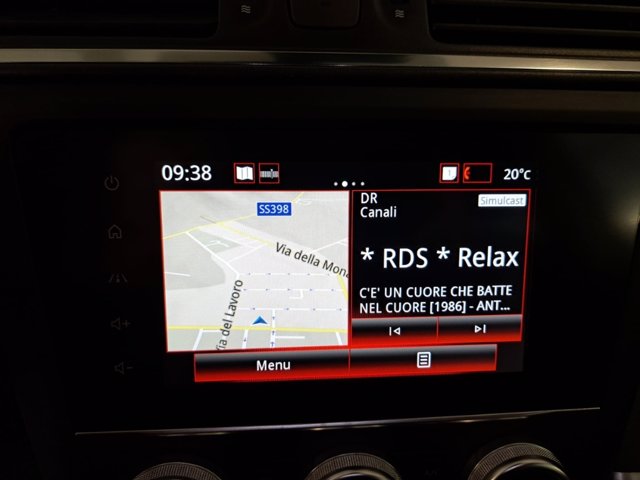 09:38
1
20°c
SS398
Via della Mona
Via del Lavoro
DR
Simulcast
Canali
* RDS * Relax
C'E' UN CUORE CHE BATTE
NEL CUORE [1986] - ANT...
Menu